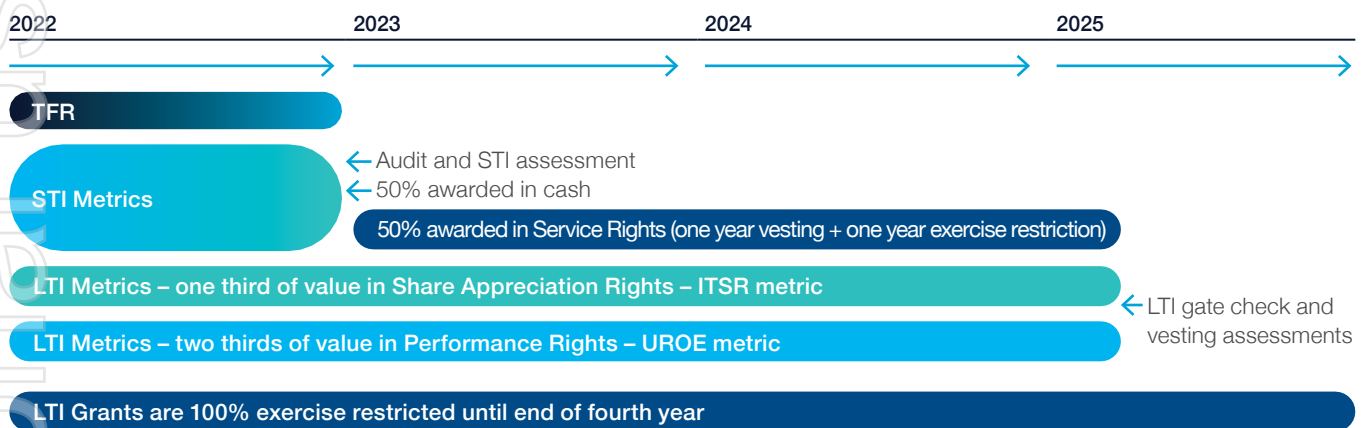 2022 2023 2024 2025
TFR
Audit and STI assessment
STI Metrics
50% awarded in cash
50% awarded in Service Rights (one year vesting + one year exercise restriction)
LTI Metrics – one third of value in Share Appreciation Rights – ITSR metric
LTI gate check and
vesting assessments
LTI Metrics – two thirds of value in Performance Rights – UROE metric
LTI Grants are 100% exercise restricted until end of fourth year